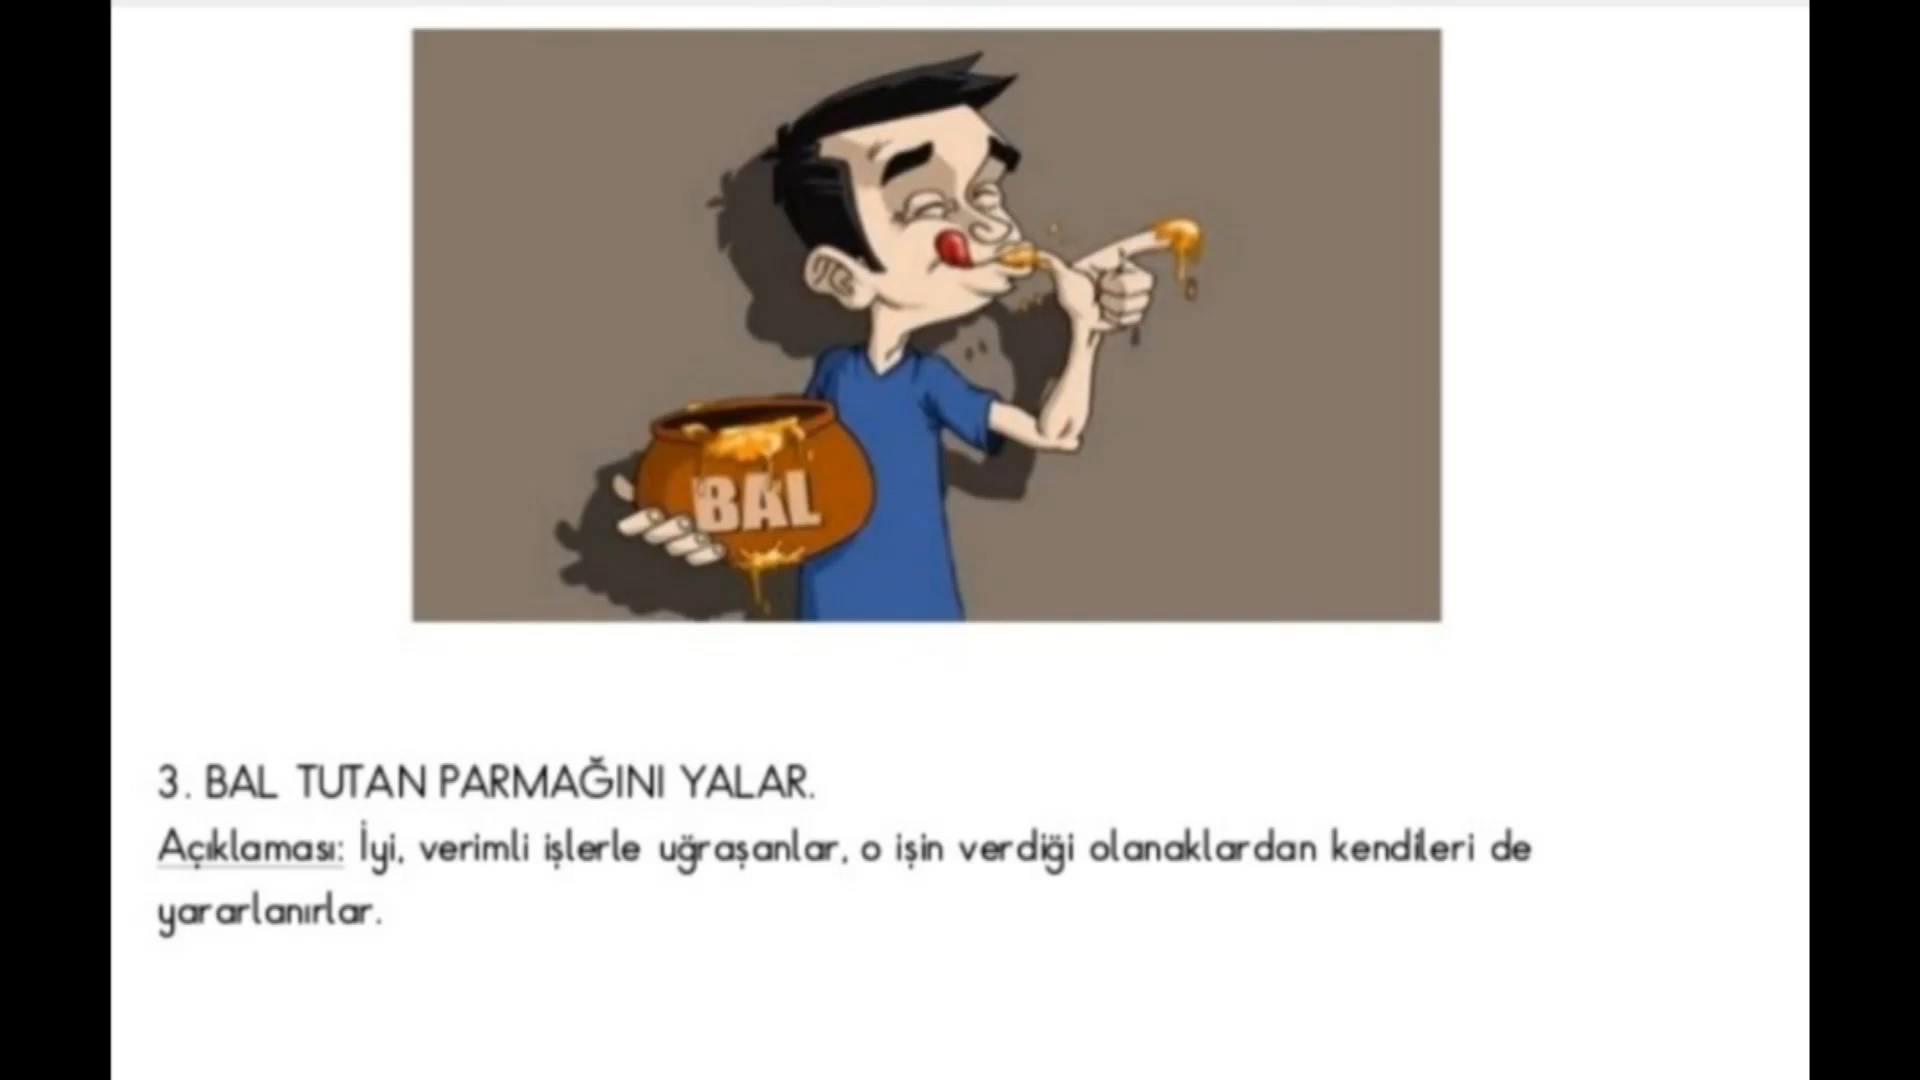 BAL
3. BAL TUTAN PARMAĞINI YALAR.
Açıklaması: İyi, verimli işlerle uğraşanlar, o işin verdiği olanaklardan kendileri de
yararlanırlar.